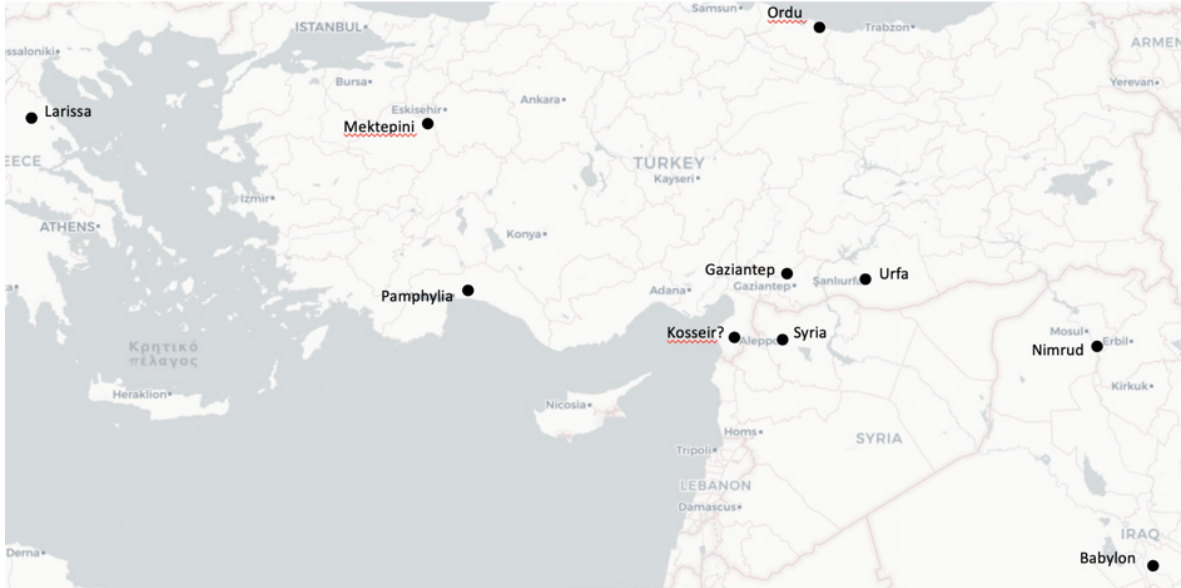 Ordu
Samsun
Trabzon
ISTANBUL
essaloniki
ARMEN
Yerevan
Bursa
Eskisehir
Ankara
Larissa
Mektepini
EECE
TURKEY
Kayseri
Izmir
ATHENS
Konya
Gaziantep
Urfa
Şanlıurfa
Gaziantep
Adana
Pamphylia
Kosseir?
Aleppo
Syria
Mosul
Erbil
Nimrud
Κρητικό
πέλαγος
Heraklion
Kirkuk
Nicosia
Homs
SYRIA
Tripoli
LEBANON
Damascus
IRAQ
Derna
Babylon